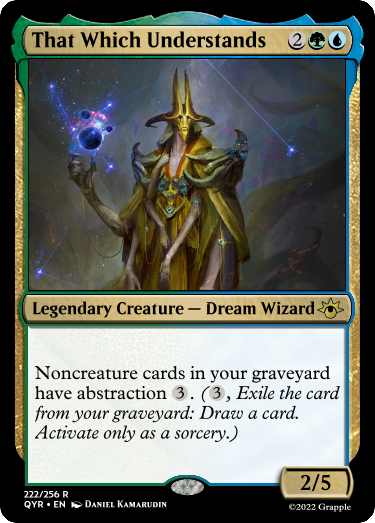 That Which Understands 2
Legendary Creature — Dream Wizard
Noncreature cards in your graveyard
have abstraction 3. (3, Exile the card
from your graveyard: Draw a card.
Activate only as a sorcery.)
2/5
222/256 R
QYR • EN Daniel Kamarudin
©2022 Grapple